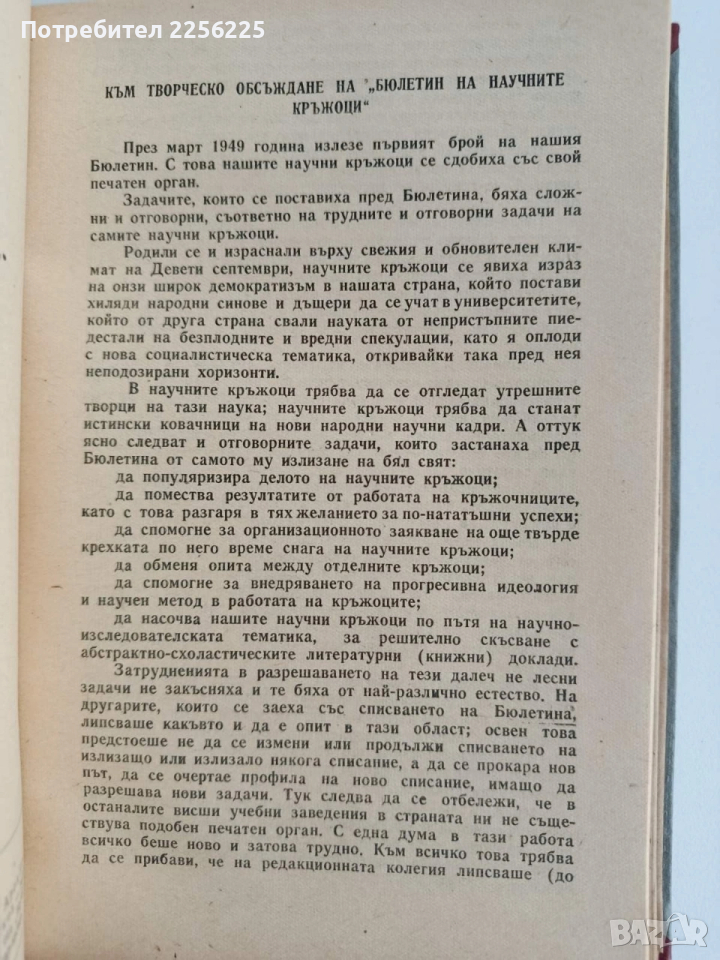 Потребител 2256225
КЪМ ТВОРЧЕСКО ОБСЪЖДАНЕ НА „БЮЛЕТИН НА НАУЧНИТЕ
КРЪЖОЦИ“
През март 1949 година излезе първият брой на нашия
Бюлетин. С това нашите научни кръжоци се сдобиха със свой
печатен орган.
Задачите, които се поставиха пред Бюлетина, бяха слож-
ни и отговорни, съответно на трудните и отговорни задачи на
самите научни кръжоци.
Родили се и израснали върху свежия и обновителен кли-
мат на Девети септември, научните кръжоци се явиха израз
на онзи широк демократизъм в нашата страна, който постави
хиляди народни синове и дъщери да се учат в университетите,
който от друга страна свали науката от непристъпните пие-
дестали на безплодните и вредни спекулации, като я оплоди
с нова социалистическа тематика, откривайки така пред нея
неподозирани хоризонти.
В научните кръжоци трябва да се отгледат утрешните
творци на тази наука; научните кръжоци трябва да станат
истински ковачници на нови народни научни кадри. А оттук
ясно следват и отговорните задачи, които застанаха пред
Бюлетина от самото му излизане на бял свят:
да популяризира делото на научните кръжоци;
да помества резултатите от работата на кръжочниците,
като с това разгаря в тях желанието за по-нататъшни успехи;
да спомогне за организационното заякване на още твърде
крехката по него време снага на научните кръжоци;
да обменя опита между отделните кръжоци;
да спомогне за внедряването на прогресивна идеология
и научен метод в работата на кръжоците;
да насочва нашите научни кръжоци по пътя на научно-
изследователската тематика, за решително скъсване с
абстрактно-схоластическите литературни (книжни) доклади.
Затрудненията в разрешаването на тези далеч не лесни
задачи не закъсняха и те бяха от най-различно естество. На
другарите, които се заеха със списването на Бюлетина,
липсваше какъвто и да е опит в тази област; освен това
предстоеше не да се измени или продължи списването на
излизащо или излизало някога списание, а да се прокара нов
път, да се очертае профила на ново списание, имащо да
разрешава нови задачи. Тук следва да се отбележи, че в
останалите висши учебни заведения в страната ни не съще-
ствува подобен печатен орган. С една дума в тази работа
всичко беше ново и затова трудно. Към всичко това трябва
да се прибави, че на редакционната колегия липсваше (до
BAZAR